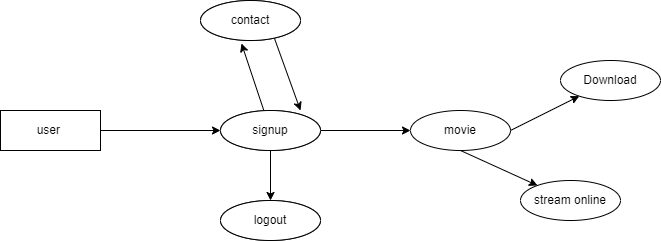 contact
Download
user
signup
movie
stream online
logout